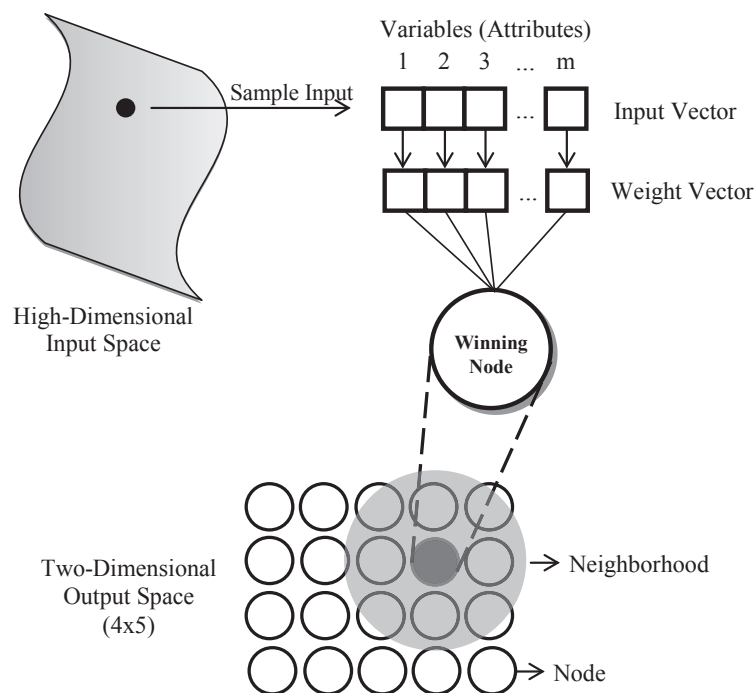 Variables (Attributes)
1 2 3 ... m
Sample Input
... Input Vector
... Weight Vector
High-Dimensional
Input Space
Winning
Node
Two-Dimensional
Output Space
(4x5)
Neighborhood
Node